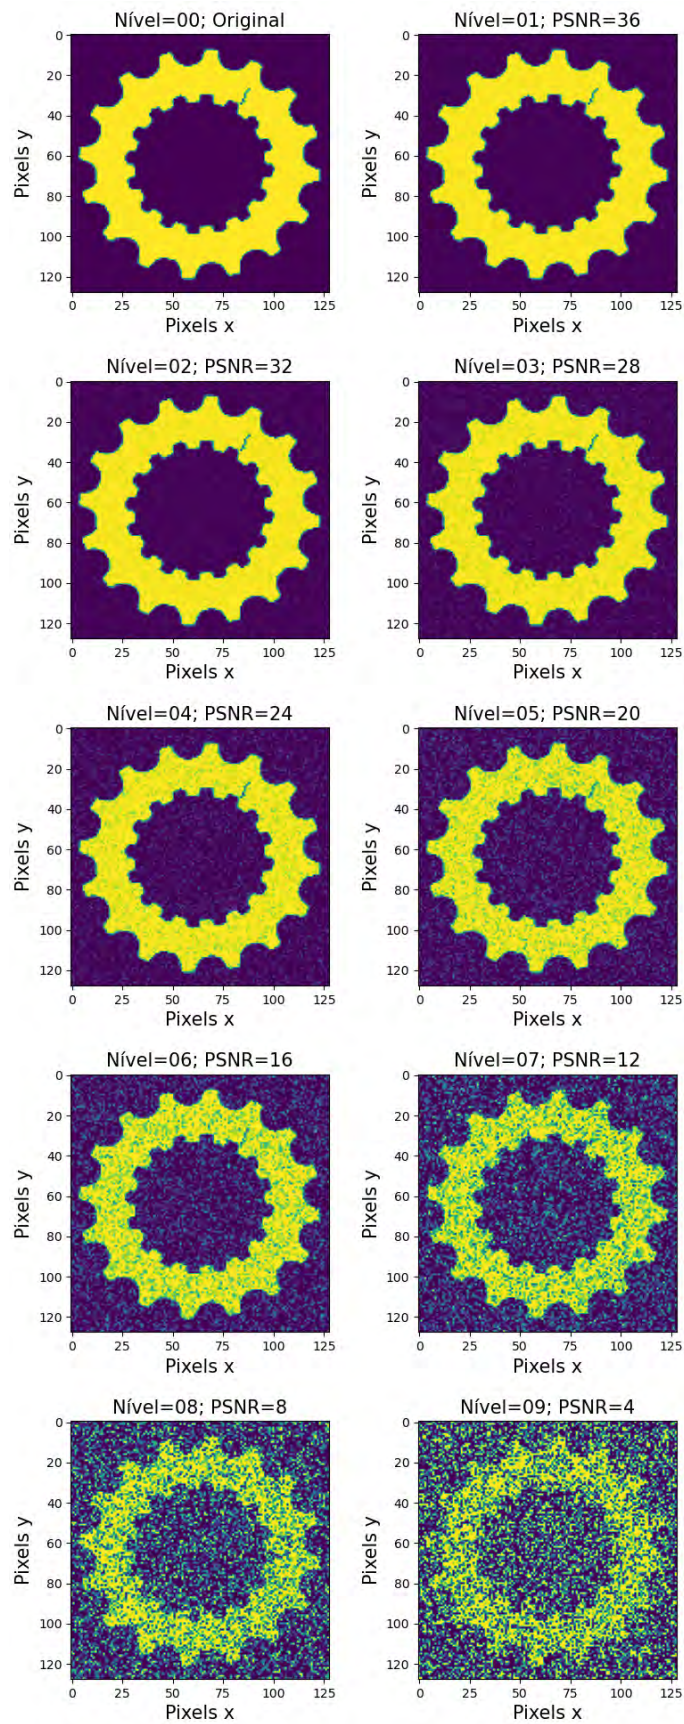 Nível=00; Original
Nível=01; PSNR=36
0
20
40
60
80
100
120
Pixels y
0 25 50 75 100 125
Pixels x
0
20
40
60
80
100
120
Pixels y
0 25 50 75 100 125
Pixels x
Nível=02; PSNR=32
Nível=03; PSNR=28
0
20
40
60
80
100
120
Pixels y
0 25 50 75 100 125
Pixels x
0
20
40
60
80
100
120
Pixels y
0 25 50 75 100 125
Pixels x
Nível=04; PSNR=24
Nível=05; PSNR=20
0
20
40
60
80
100
120
Pixels y
0 25 50 75 100 125
Pixels x
0
20
40
60
80
100
120
Pixels y
0 25 50 75 100 125
Pixels x
Nível=06; PSNR=16
Nível=07; PSNR=12
0
20
40
60
80
100
120
Pixels y
0 25 50 75 100 125
Pixels x
0
20
40
60
80
100
120
Pixels y
0 25 50 75 100 125
Pixels x
Nível=08; PSNR=8
Nível=09; PSNR=4
0
20
40
60
80
100
120
Pixels y
0 25 50 75 100 125
Pixels x
0
20
40
60
80
100
120
Pixels y
0 25 50 75 100 125
Pixels x